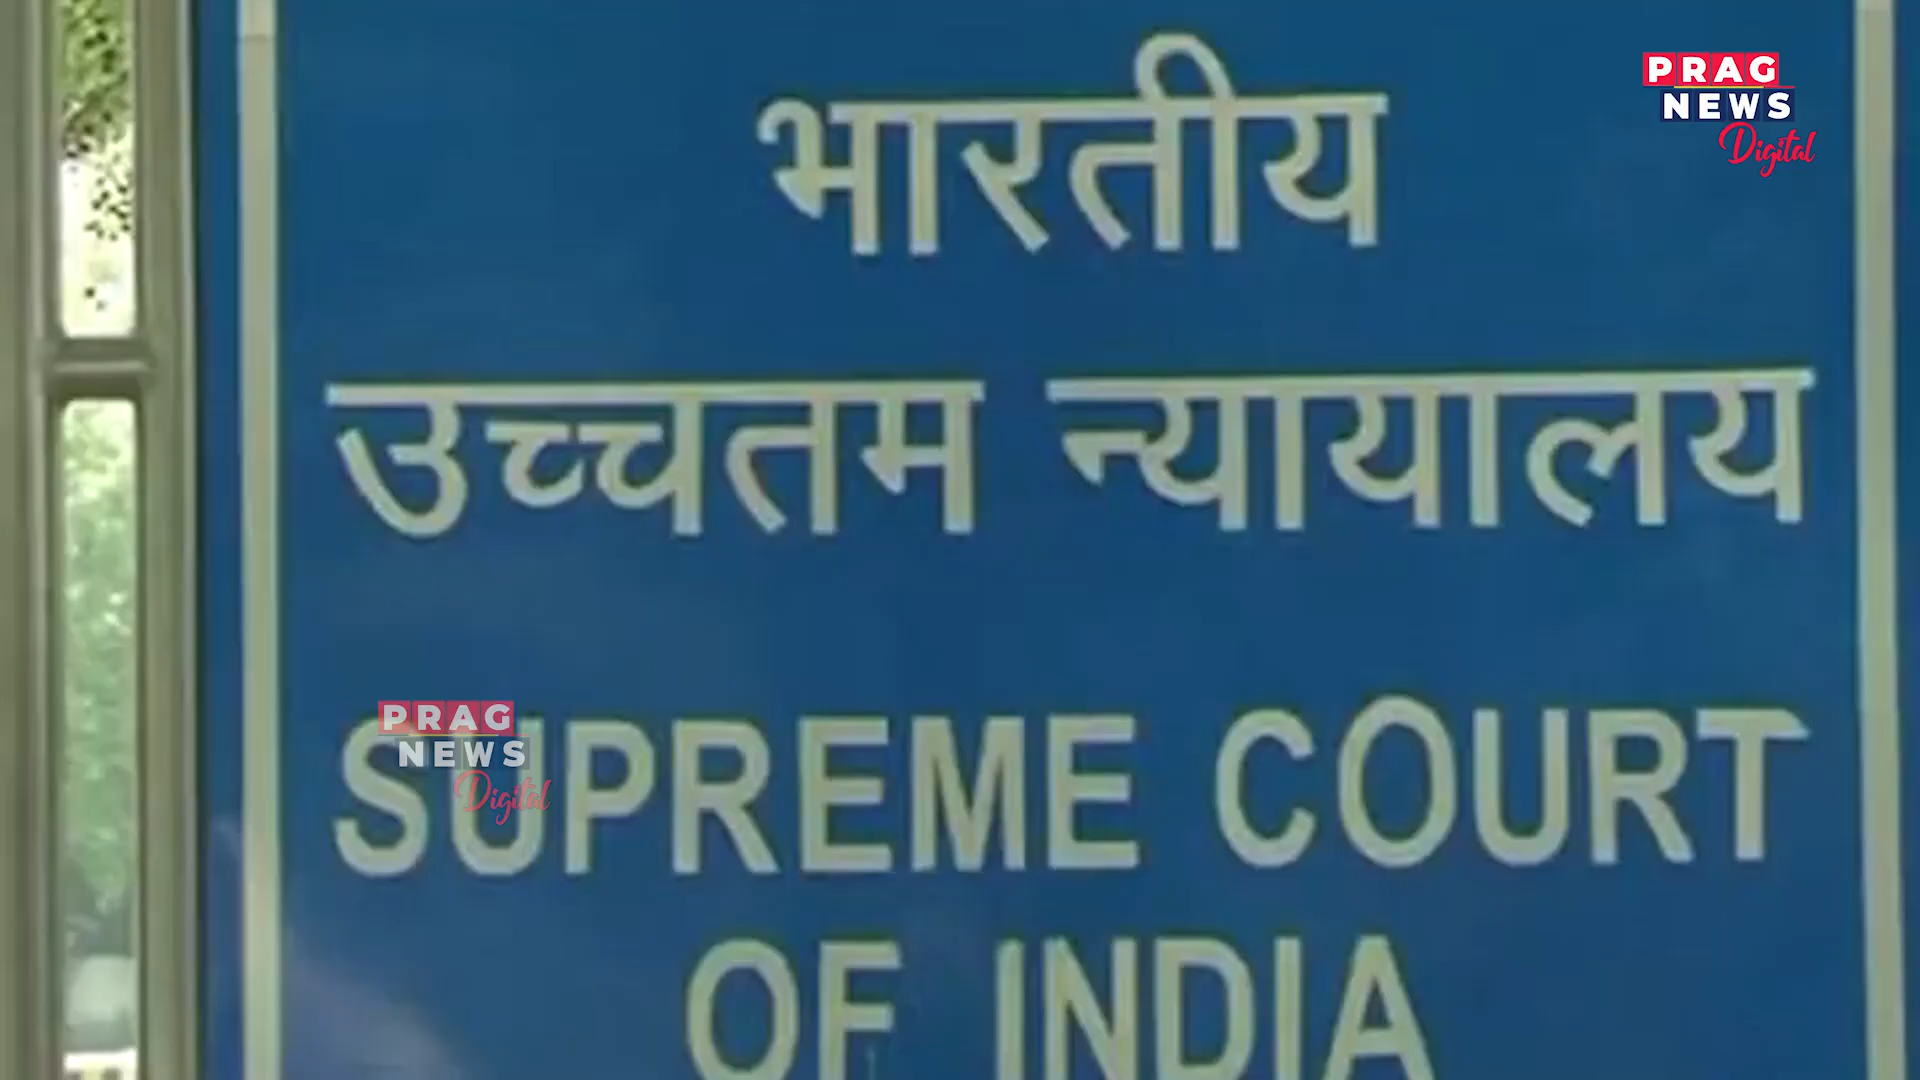 भारतीय
उच्चतम न्यायालय
SUPREME COURT
OF INDIA
PRAG
NEWS
Digital
PRAG
NEWS
Digital